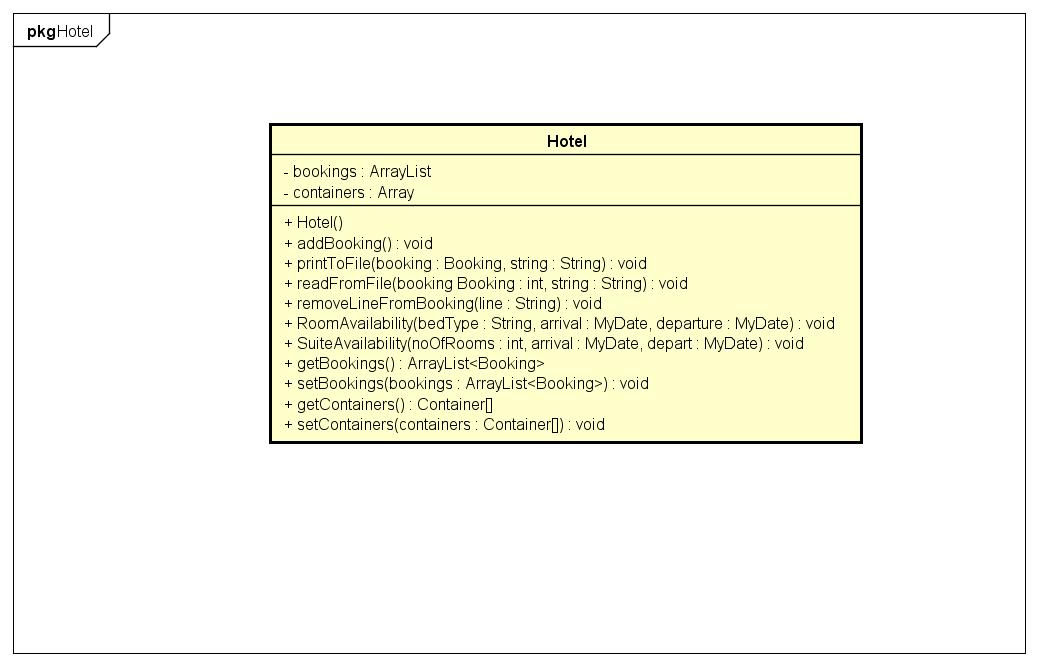 pkgHotel
Hotel
- bookings : ArrayList
- containers : Array
+ Hotel()
+ addBooking() : void
+ printToFile(booking : Booking, string : String) : void
+ readFromFile(booking Booking : int, string : String) : void
+ removeLineFromBooking(line : String) : void
+ RoomAvailability(bedType : String, arrival : MyDate, departure : MyDate) : void
+ SuiteAvailability(noOfRooms : int, arrival : MyDate, depart : MyDate) : void
+ getBookings() : ArrayList<Booking>
+ setBookings(bookings : ArrayList<Booking>) : void
+ getContainers() : Container[]
+ setContainers(containers : Container[]) : void